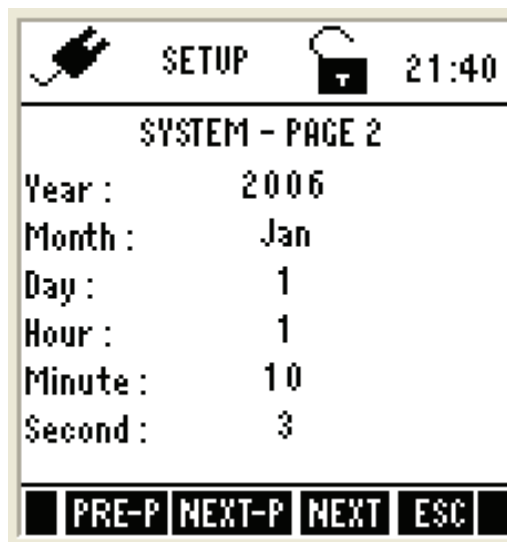 SETUP 21:40
SYSTEM - PAGE 2
Year : 2006
Month : Jan
Day : 1
Hour : 1
Minute : 10
Second : 3
PRE-P NEXT-P NEXT ESC